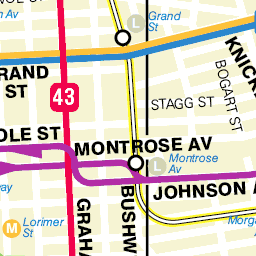 Grand
St
L
GRAND
ST
KNICK
43
STAGG ST
BOGART ST
OLE ST
MONTROSE AV
Av
Montrose
Av
L
JOHNSON A
way
M
Lorimer
St
GRAHA
BUSHW
Morga